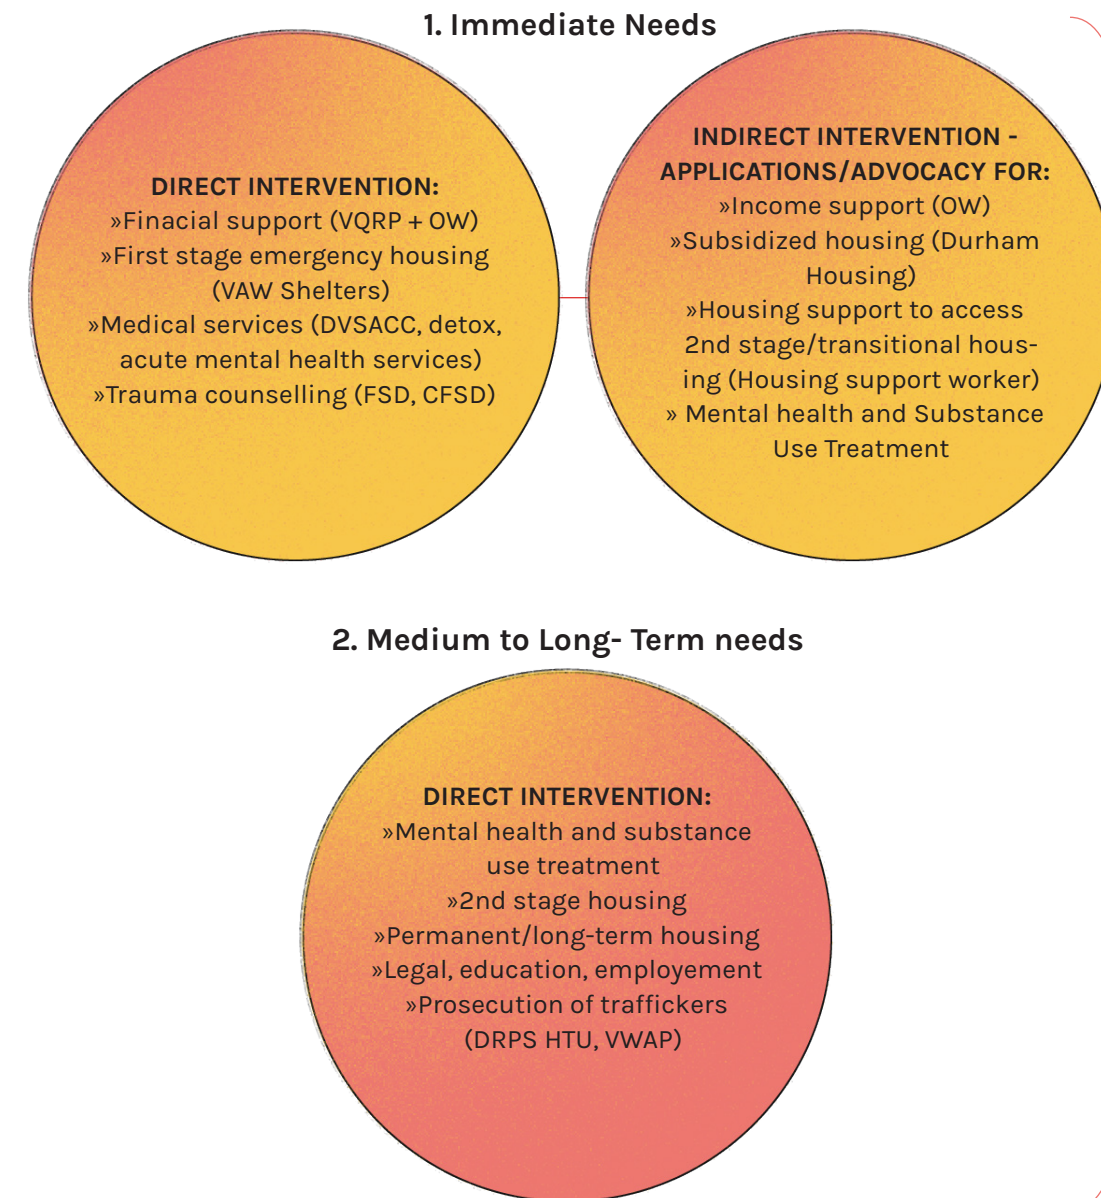 1. Immediate Needs
DIRECT INTERVENTION:
»Finacial support (VQRP + OW)
»First stage emergency housing
(VAW Shelters)
»Medical services (DVSACC, detox,
acute mental health services)
»Trauma counselling (FSD, CFSD)
INDIRECT INTERVENTION -
APPLICATIONS/ADVOCACY FOR:
»Income support (OW)
»Subsidized housing (Durham
Housing)
»Housing support to access
2nd stage/transitional hous-
ing (Housing support worker)
» Mental health and Substance
Use Treatment
2. Medium to Long- Term needs
DIRECT INTERVENTION:
»Mental health and substance
use treatment
»2nd stage housing
»Permanent/long-term housing
»Legal, education, employement
»Prosecution of traffickers
(DRPS HTU, VWAP)